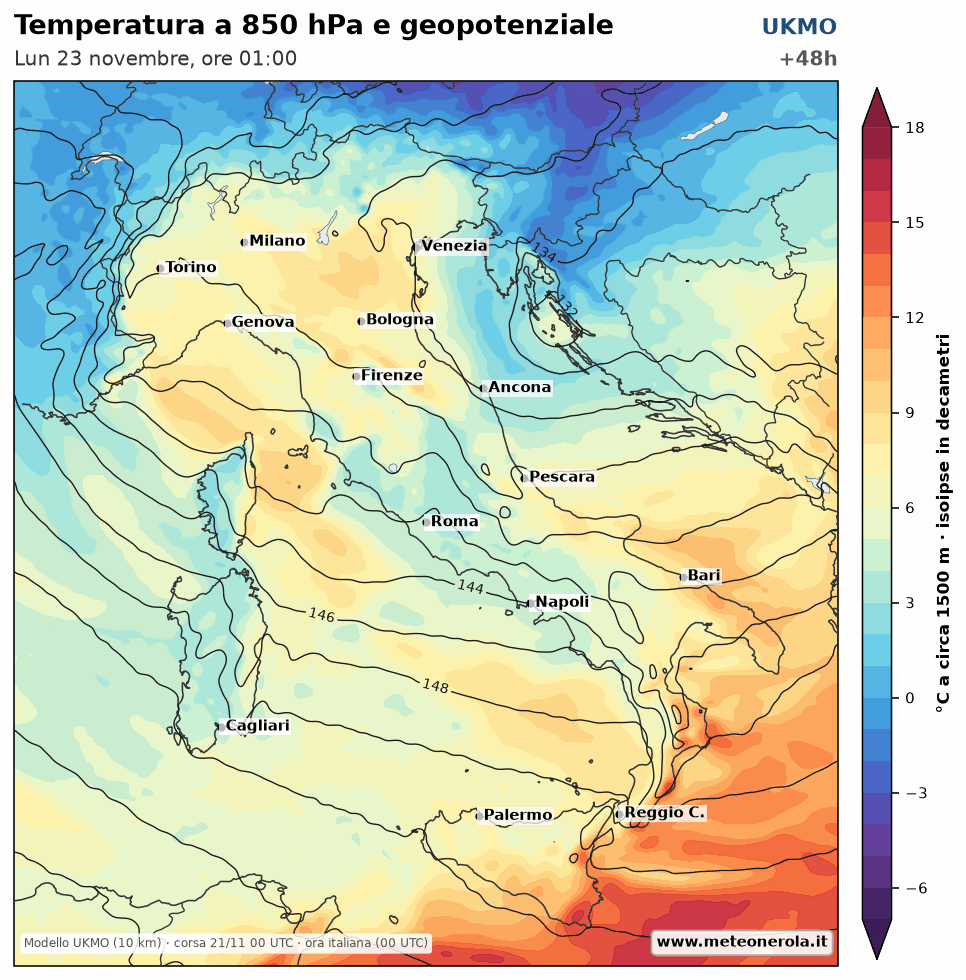 Temperatura a 850 hPa e geopotenziale
UKMO
Lun 23 novembre, ore 01:00
+48h
Milano
Venezia
Torino
134
Genova
Bologna
Firenze
Ancona
Pescara
Roma
Bari
144
Napoli
146
148
Cagliari
Palermo
Reggio C.
18
15
12
9
6
3
0
−3
−6
°C a circa 1500 m · isoipse in decametri
Modello UKMO (10 km) · corsa 21/11 00 UTC · ora italiana (00 UTC)
www.meteonerola.it